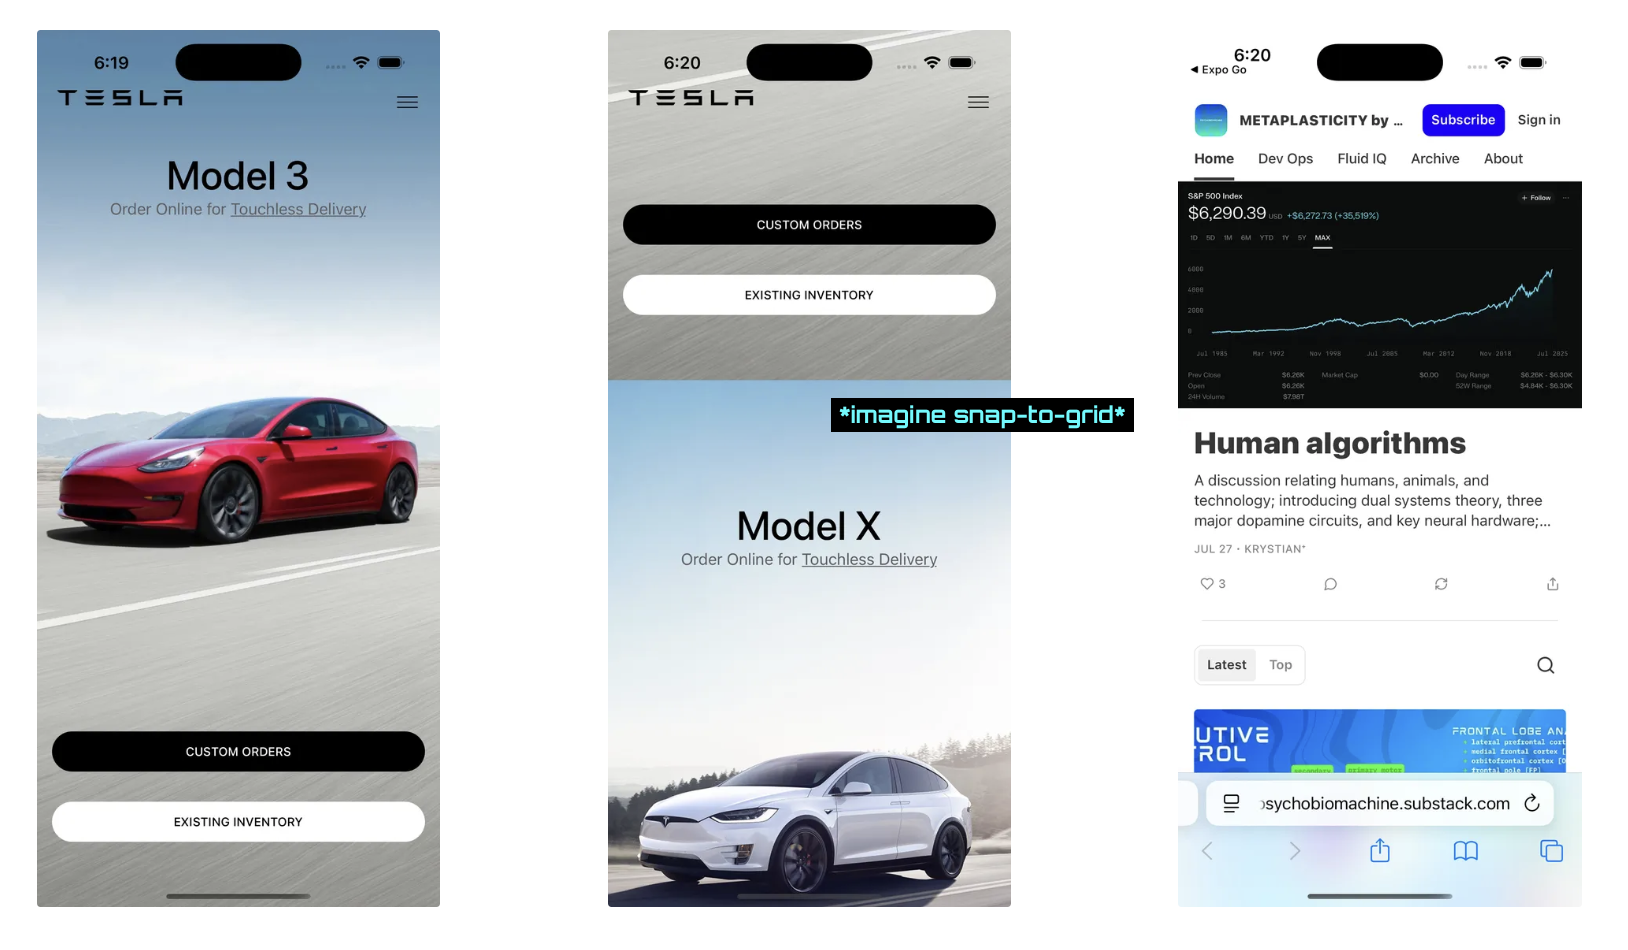 6:19
TESLA
Model 3
Order Online for Touchless Delivery
CUSTOM ORDERS
EXISTING INVENTORY
6:20
TESLA
CUSTOM ORDERS
EXISTING INVENTORY
*imagine snap-to-grid*
Model X
Order Online for Touchless Delivery
6:20
◀ Expo Go
METAPLASTICITY by ...
Subscribe
Sign in
Home Dev Ops Fluid IQ Archive About
S&P 500 Index
+ Follow ...
$6,290.39 USD +$6,272.73 (+35,519%)
1D 5D 1M 6M YTD 1Y 5Y MAX
6000
4000
2000
0
Jul 1985 Mar 1992 Nov 1998 Jul 2005 Mar 2012 Nov 2018 Jul 2025
Prev Close $6.26K Market Cap $0.00 Day Range $6.26K - $6.30K
Open $6.26K 52W Range $4.84K - $6.30K
24H Volume $7.98T
Human algorithms
A discussion relating humans, animals, and
technology; introducing dual systems theory, three
major dopamine circuits, and key neural hardware;...
JUL 27 · KRYSTIAN*
3
Latest Top
UTIVE
TROL
FRONTAL LOBE AN
lateral prefrontal cort
medial frontal cortex [
orbitofrontal cortex [O
frontal pole [FP]
secondary primary motor
sychobiomachine.substack.com